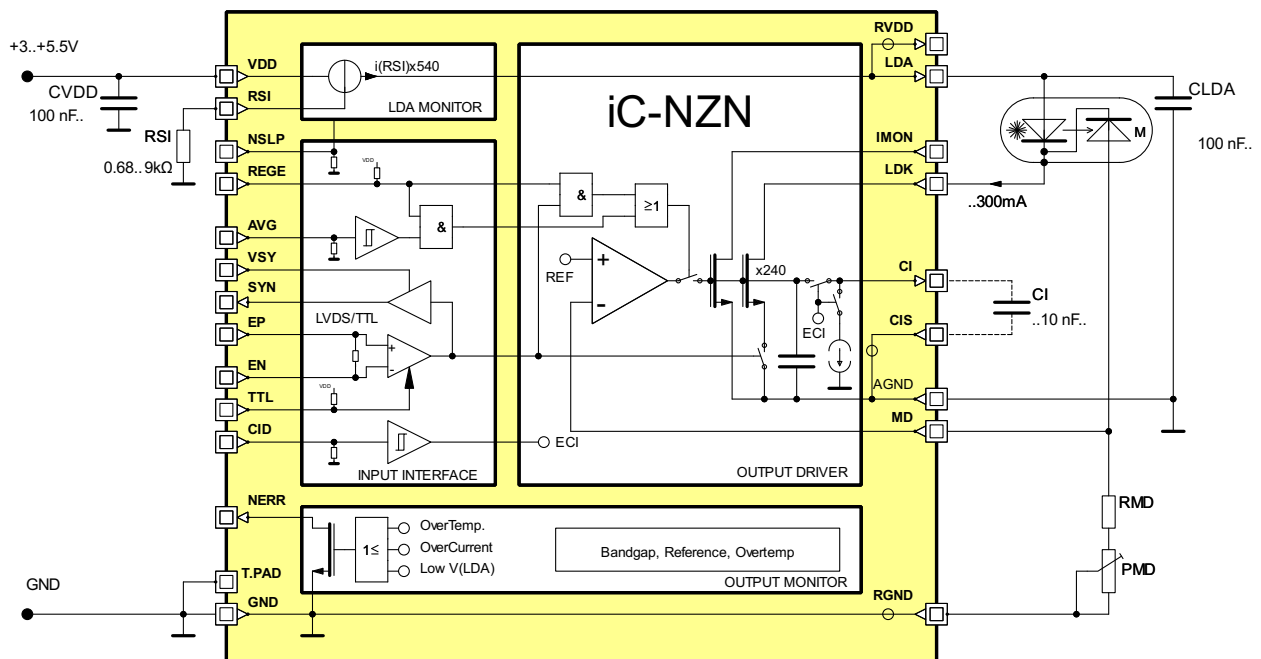 +3..+5.5V
CVDD
100 nF..
RSI
0.68..9kΩ
VDD
RSI
NSLP
REGE
AVG
VSY
SYN
EP
EN
TTL
CID
NERR
T.PAD
GND
GND
i(RSI)x540
LDA MONITOR
VDD
&
LVDS/TTL
+
-
VDD
INPUT INTERFACE
ECI
iC-NZN
&
≥1
REF
+
-
x240
ECI
OUTPUT DRIVER
1≤
OverTemp.
OverCurrent
Low V(LDA)
Bandgap, Reference, Overtemp
OUTPUT MONITOR
RVDD
LDA
IMON
LDK
CI
CIS
AGND
MD
RGND
M
..300mA
CLDA
100 nF..
CI
..10 nF..
RMD
PMD